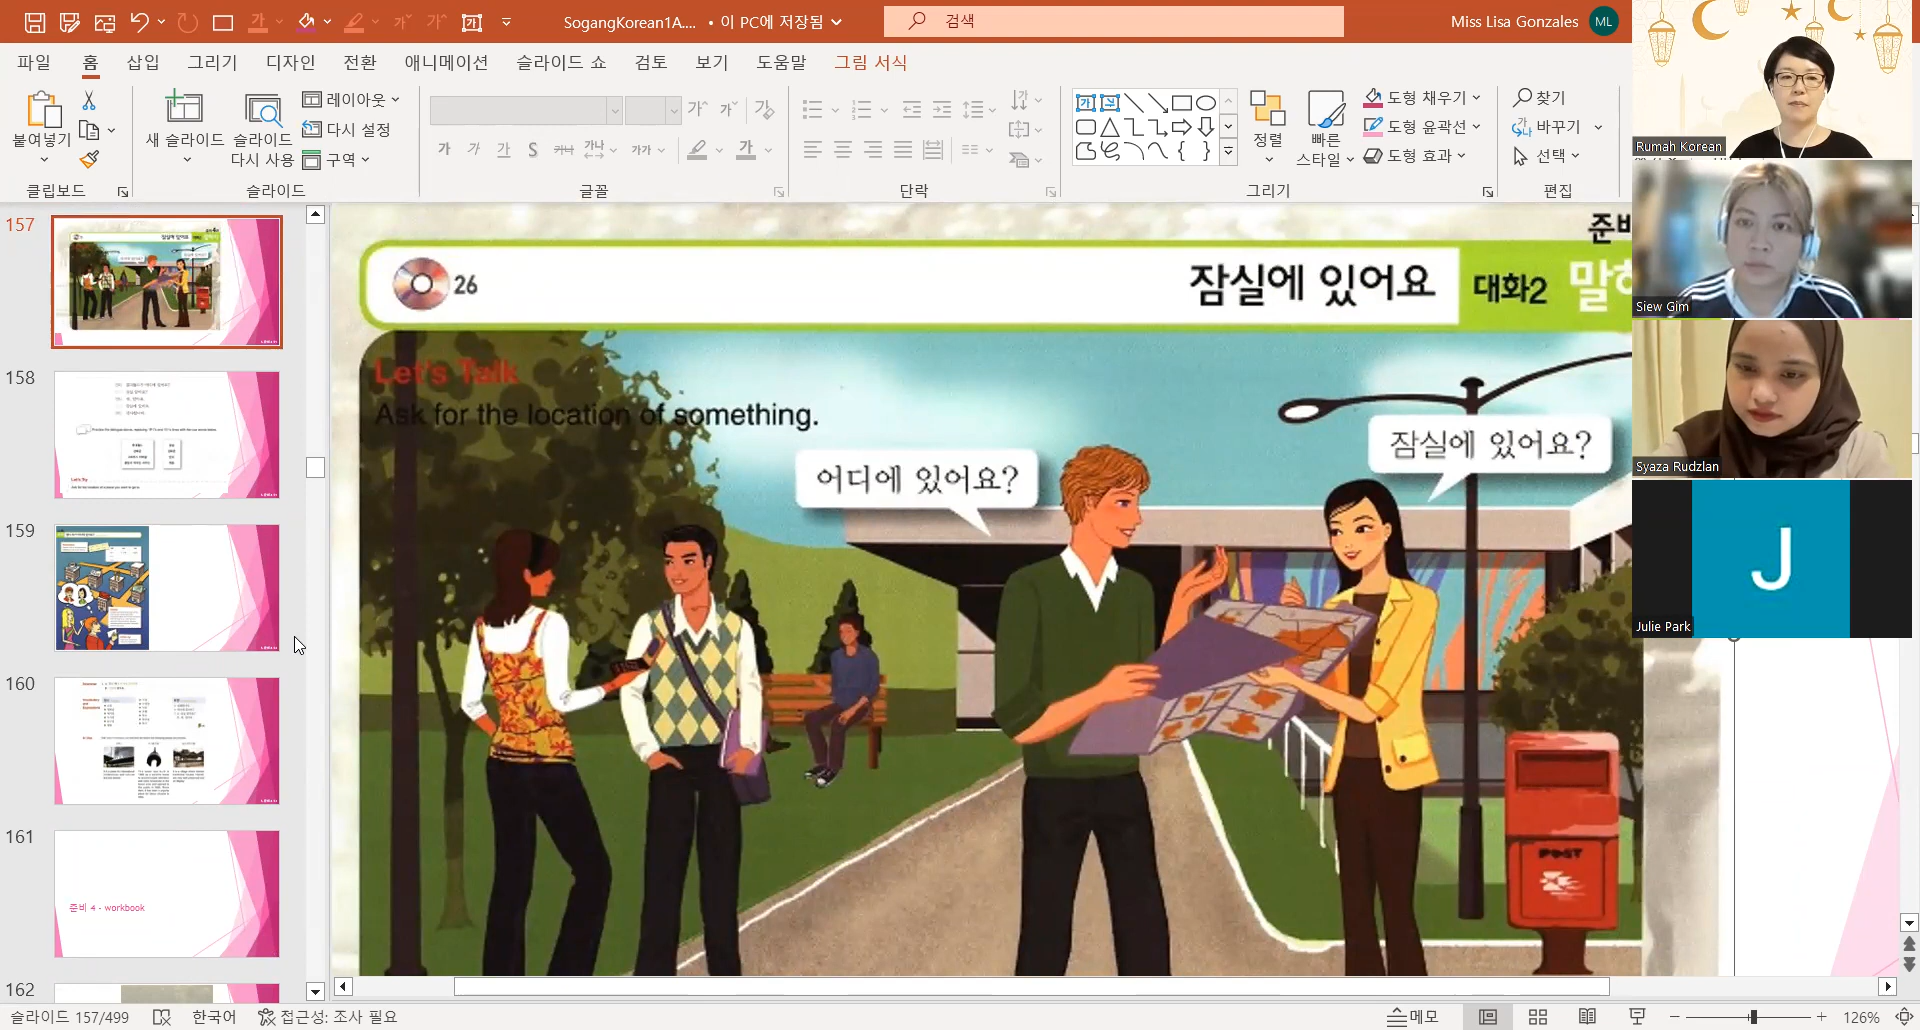 SogangKorean1A.... • 이 PC에 저장됨
검색
Miss Lisa Gonzales ML
파일 홈 삽입 그리기 디자인 전환 애니메이션 슬라이드 쇼 검토 보기 도움말 그림 서식
붙여넣기
클립보드
새 슬라이드
슬라이드 다시 사용
레이아웃
다시 설정
구역
슬라이드
글꼴
단락
정렬
빠른 스타일
도형 채우기
도형 윤곽선
도형 효과
그리기
찾기
바꾸기
선택
편집
157
158
159
160
161
준비 4 - workbook
162
26
잠실에 있어요
대화2
Let's Talk
Ask for the location of something.
어디에 있어요?
잠실에 있어요?
POST
Rumah Korean
Siew Gim
Syaza Rudzlan
J
Julie Park
슬라이드 157/499
한국어
접근성: 조사 필요
메모
126%